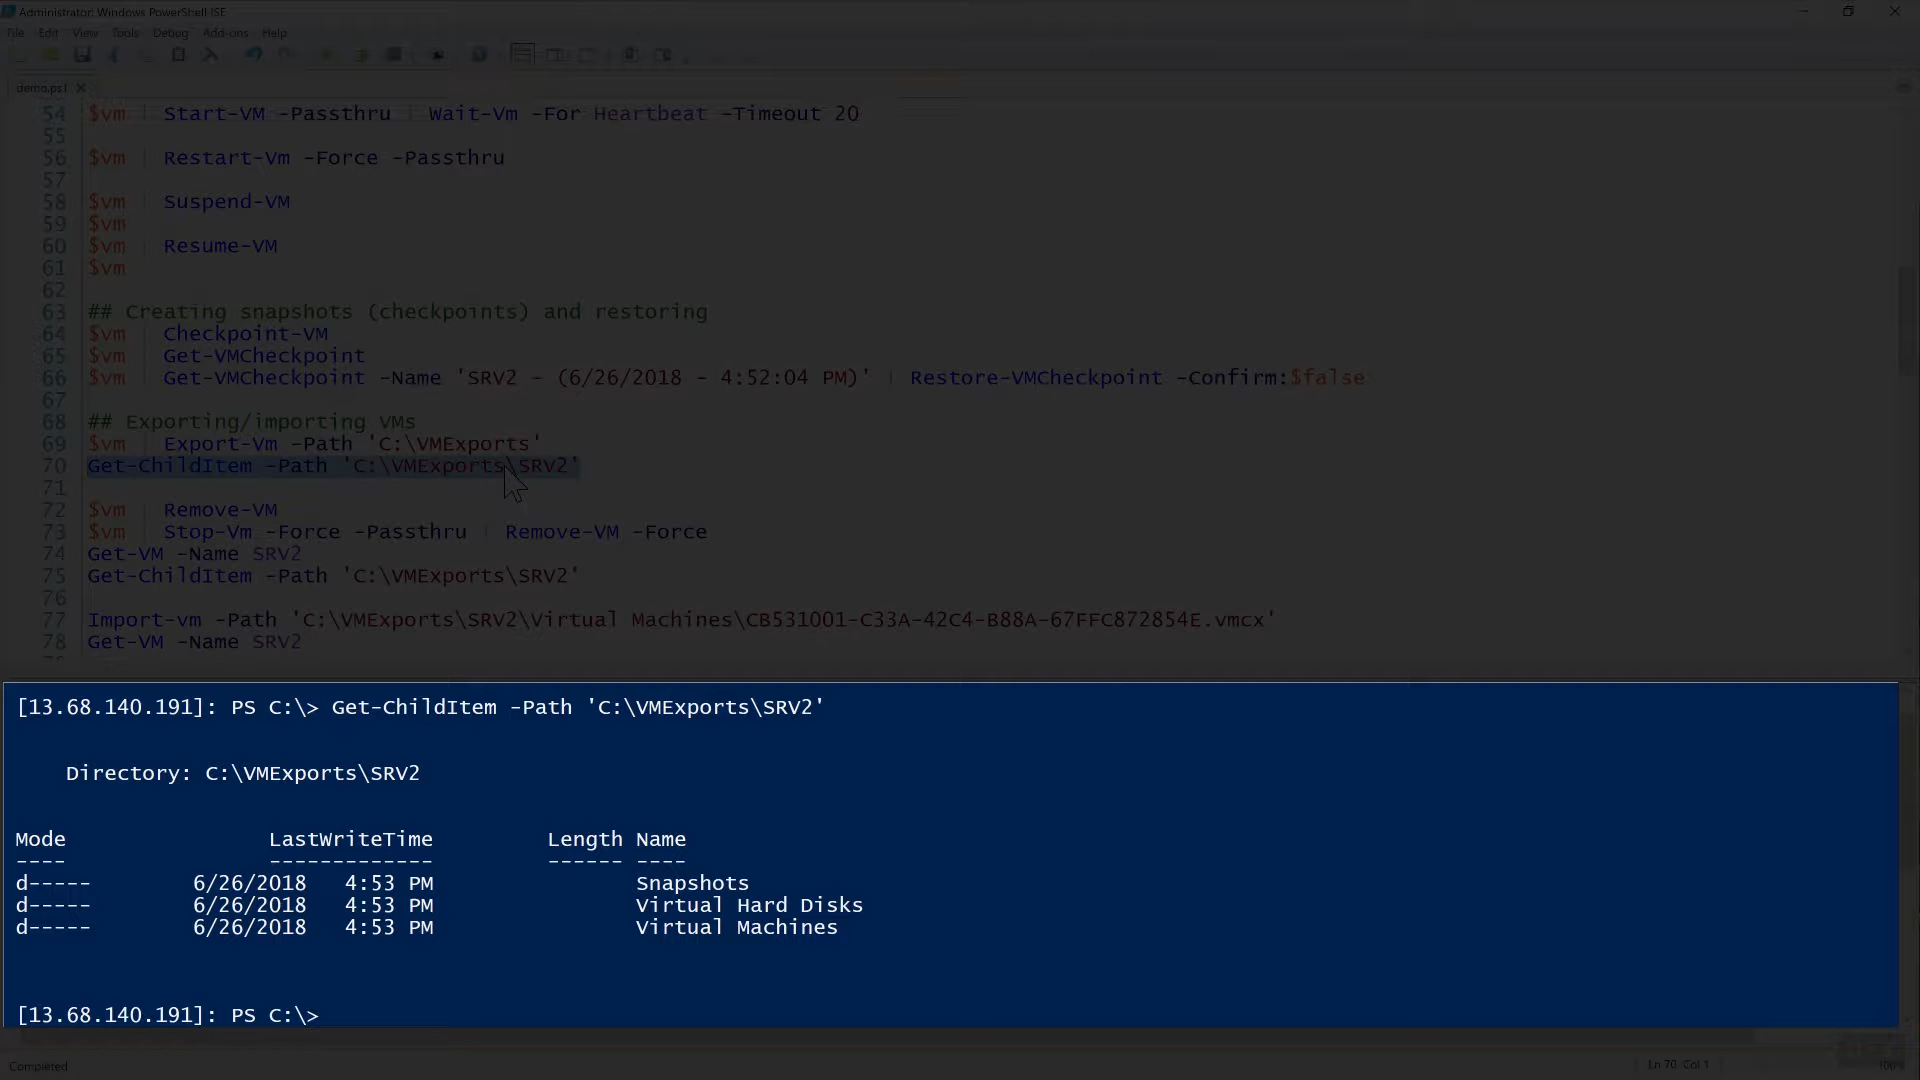 Administrator: Windows PowerShell ISE
File Edit View Tools Debug Add-ons Help
demo.ps1
54 $vm | Start-VM -Passthru | Wait-Vm -For Heartbeat -Timeout 20
55
56 $vm | Restart-Vm -Force -Passthru
57
58 $vm | Suspend-VM
59 $vm
60 $vm | Resume-VM
61 $vm
62
63 ## Creating snapshots (checkpoints) and restoring
64 $vm | Checkpoint-VM
65 $vm | Get-VMCheckpoint
66 $vm | Get-VMCheckpoint -Name 'SRV2 - (6/26/2018 - 4:52:04 PM)' | Restore-VMCheckpoint -Confirm:$false
67
68 ## Exporting/importing VMs
69 $vm | Export-Vm -Path 'C:\VMExports'
70 Get-ChildItem -Path 'C:\VMExports\SRV2'
71
72 $vm | Remove-VM
73 $vm | Stop-Vm -Force -Passthru | Remove-VM -Force
74 Get-VM -Name SRV2
75 Get-ChildItem -Path 'C:\VMExports\SRV2'
76
77 Import-vm -Path 'C:\VMExports\SRV2\Virtual Machines\CB531001-C33A-42C4-B88A-67FFC872854E.vmcx'
78 Get-VM -Name SRV2
[13.68.140.191]: PS C:\> Get-ChildItem -Path 'C:\VMExports\SRV2'
Directory: C:\VMExports\SRV2
Mode LastWriteTime Length Name
---- ------------- ------ ----
d----- 6/26/2018 4:53 PM Snapshots
d----- 6/26/2018 4:53 PM Virtual Hard Disks
d----- 6/26/2018 4:53 PM Virtual Machines
[13.68.140.191]: PS C:\>
Completed Ln 70 Col 1 100%